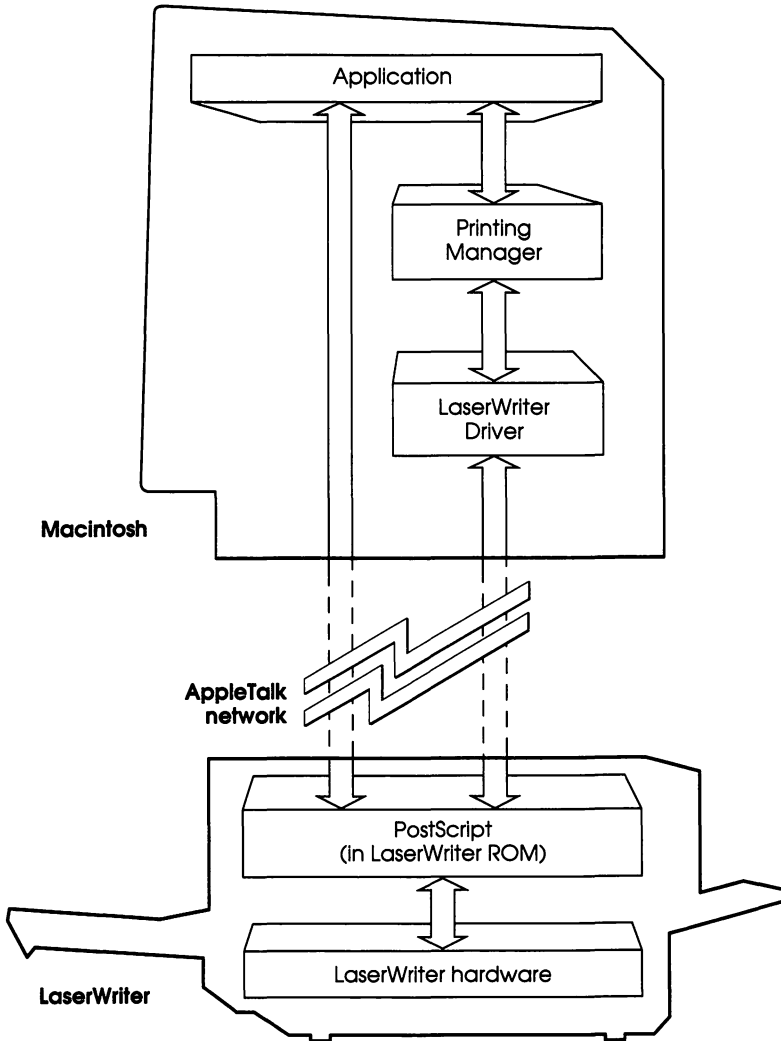 Application
Printing
Manager
LaserWriter
Driver
Macintosh
AppleTalk
network
PostScript
(in LaserWriter ROM)
LaserWriter hardware
LaserWriter